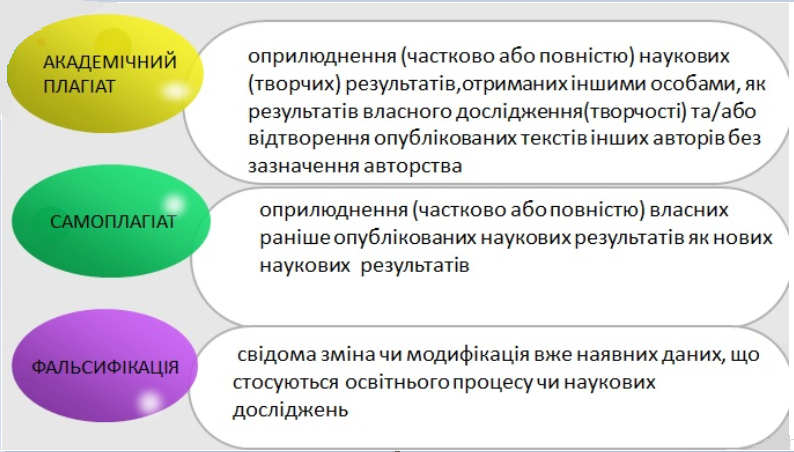 АКАДЕМІЧНИЙ
ПЛАГІАТ
оприлюднення (частково або повністю) наукових
(творчих) результатів,отриманих іншими особами, як
результатів власного дослідження(творчості) та/або
відтворення опублікованих текстів інших авторів без
зазначення авторства
САМОПЛАГІАТ
оприлюднення (частково або повністю) власних
раніше опублікованих наукових результатів як нових
наукових результатів
ФАЛЬСИФІКАЦІЯ
свідома зміна чи модифікація вже наявних даних, що
стосуються освітнього процесу чи наукових
досліджень